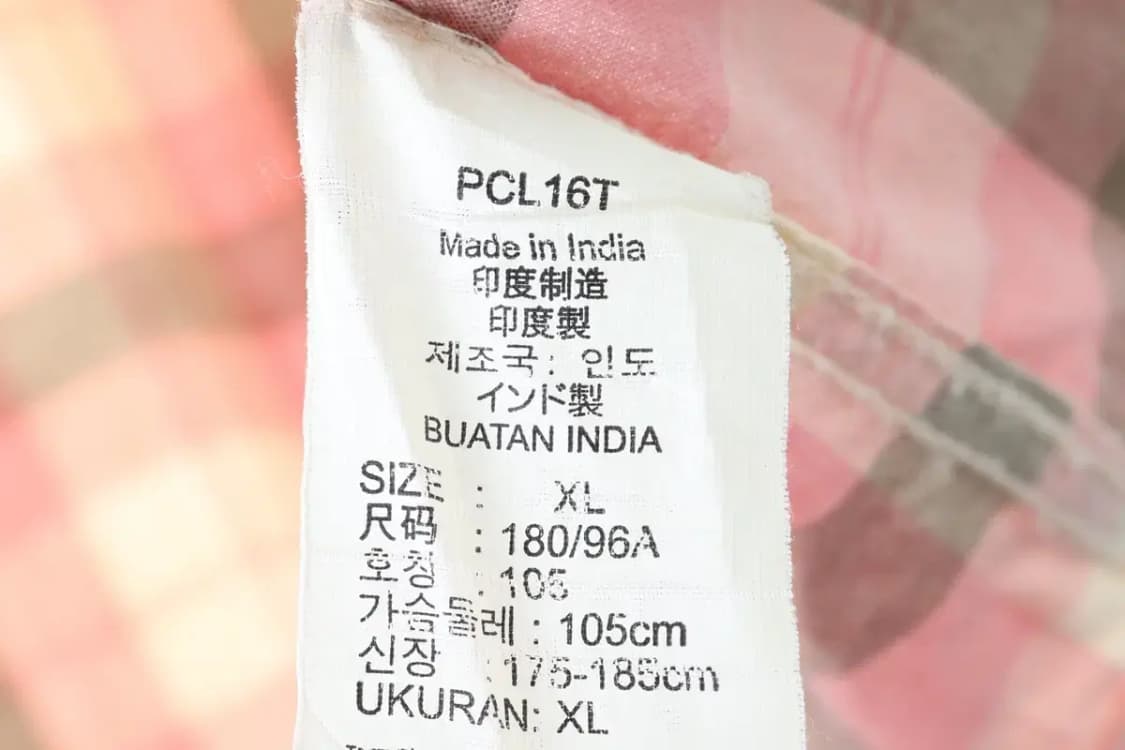 PCL16T
Made in India
印度制造
印度製
제조국: 인도
インド製
BUATAN INDIA
SIZE : XL
尺码 : 180/96A
호칭 : 105
가슴둘레 : 105cm
신장 : 175-185cm
UKURAN: XL